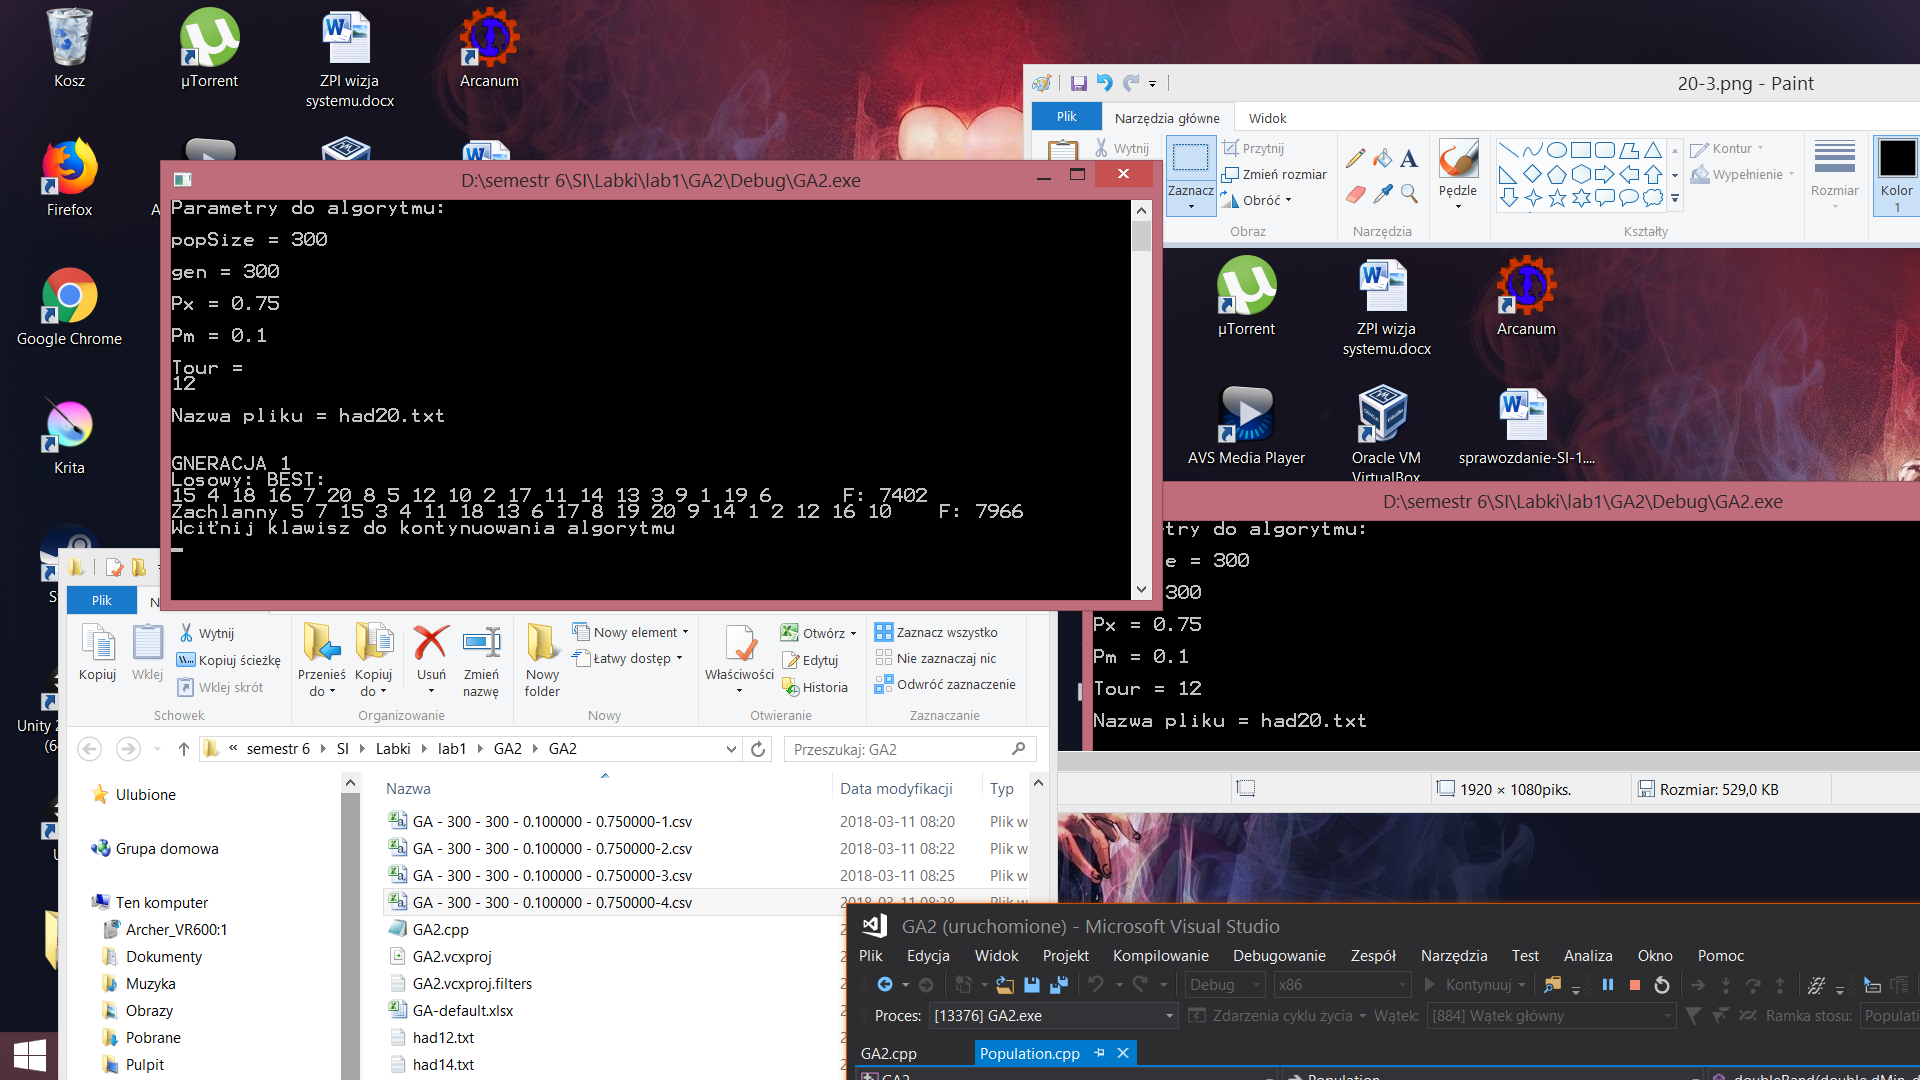 Kosz
µTorrent
ZPI wizja
systemu.docx
Arcanum
Firefox
Google Chrome
Krita
D:\semestr 6\SI\Labki\lab1\GA2\Debug\GA2.exe
Parametry do algorytmu:
popSize = 300
gen = 300
Px = 0.75
Pm = 0.1
Tour =
12
Nazwa pliku = had20.txt
GNERACJA 1
Losowy: BEST:
15 4 18 16 7 20 8 5 12 10 2 17 11 14 13 3 9 1 19 6 F: 7402
Zachlanny 5 7 15 3 4 11 18 13 6 17 8 19 20 9 14 1 2 12 16 10 F: 7966
Wciťnij klawisz do kontynuowania algorytmu
20-3.png - Paint
Plik
Narzędzia główne
Widok
Wytnij
Zaznacz
Przytnij
Zmień rozmiar
Obróć
Obraz
Narzędzia
Pędzle
Kształty
Kontur
Wypełnienie
Rozmiar
Kolor
1
µTorrent
ZPI wizja
systemu.docx
Arcanum
AVS Media Player
Oracle VM
VirtualBox
sprawozdanie-SI-1....
D:\semestr 6\SI\Labki\lab1\GA2\Debug\GA2.exe
try do algorytmu:
e = 300
300
Px = 0.75
Pm = 0.1
Tour = 12
Nazwa pliku = had20.txt
1920 × 1080piks.
Rozmiar: 529,0 KB
Plik
Kopiuj
Wklej
Wytnij
Kopiuj ścieżkę
Wklej skrót
Schowek
Przenieś
do
Kopiuj
do
Usuń
Zmień
nazwę
Organizowanie
Nowy
folder
Nowy element
Łatwy dostęp
Nowy
Właściwości
Otwórz
Edytuj
Historia
Otwieranie
Zaznacz wszystko
Nie zaznaczaj nic
Odwróć zaznaczenie
Zaznaczanie
« semestr 6 SI Labki lab1 GA2 GA2
Przeszukaj: GA2
Ulubione
Grupa domowa
Ten komputer
Archer_VR600:1
Dokumenty
Muzyka
Obrazy
Pobrane
Pulpit
Nazwa Data modyfikacji Typ
GA - 300 - 300 - 0.100000 - 0.750000-1.csv 2018-03-11 08:20 Plik w
GA - 300 - 300 - 0.100000 - 0.750000-2.csv 2018-03-11 08:22 Plik w
GA - 300 - 300 - 0.100000 - 0.750000-3.csv 2018-03-11 08:25 Plik w
GA - 300 - 300 - 0.100000 - 0.750000-4.csv 2018-03-11 08:28 Plik w
GA2.cpp
GA2.vcxproj
GA2.vcxproj.filters
GA-default.xlsx
had12.txt
had14.txt
GA2 (uruchomione) - Microsoft Visual Studio
Plik Edycja Widok Projekt Kompilowanie Debugowanie Zespół Narzędzia Test Analiza Okno Pomoc
Debug x86 Kontynuuj
Proces: [13376] GA2.exe Zdarzenia cyklu życia Wątek: [884] Wątek główny Ramka stosu: Populati
GA2.cpp Population.cpp